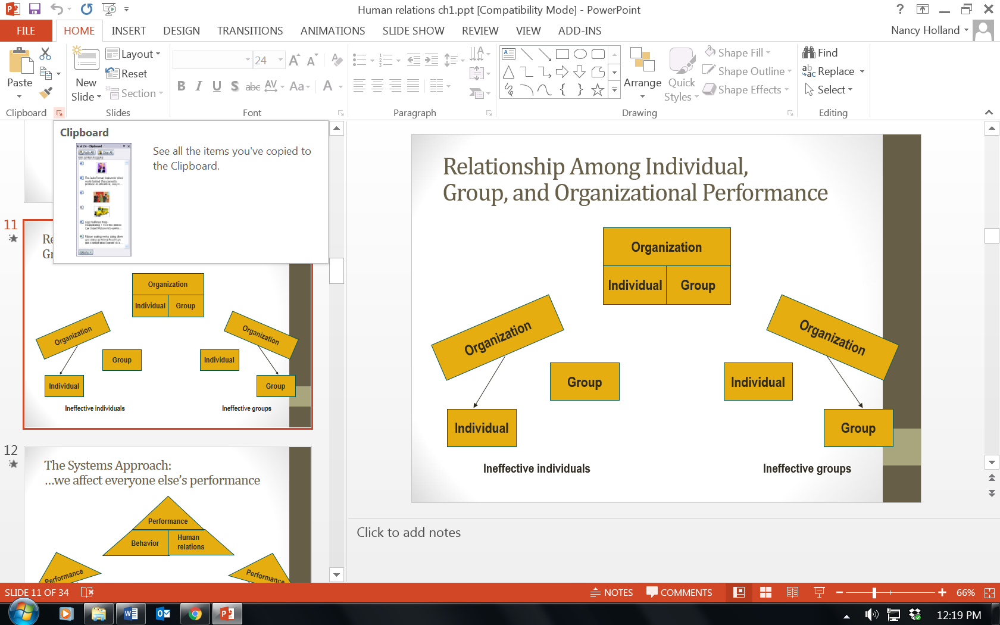 Human relations ch1.ppt [Compatibility Mode] - PowerPoint
FILE HOME INSERT DESIGN TRANSITIONS ANIMATIONS SLIDE SHOW REVIEW VIEW ADD-INS
Nancy Holland
Paste
New
Slide
Layout
Reset
Section
24
B I U S abc AV Aa A
Arrange
Quick
Styles
Shape Fill
Shape Outline
Shape Effects
Find
Replace
Select
Clipboard Slides Font Paragraph Drawing Editing
Clipboard
See all the items you've copied to
the Clipboard.
11
Organization
Individual Group
Organization
Organization
Group
Individual
Individual
Group
Ineffective individuals
Ineffective groups
12
The Systems Approach:
...we affect everyone else's performance
Performance
Behavior
Human
relations
Performance
Performance
Relationship Among Individual,
Group, and Organizational Performance
Organization
Individual Group
Organization
Organization
Group
Individual
Individual
Group
Ineffective individuals
Ineffective groups
Click to add notes
SLIDE 11 OF 34
NOTES
COMMENTS
66%
12:19 PM